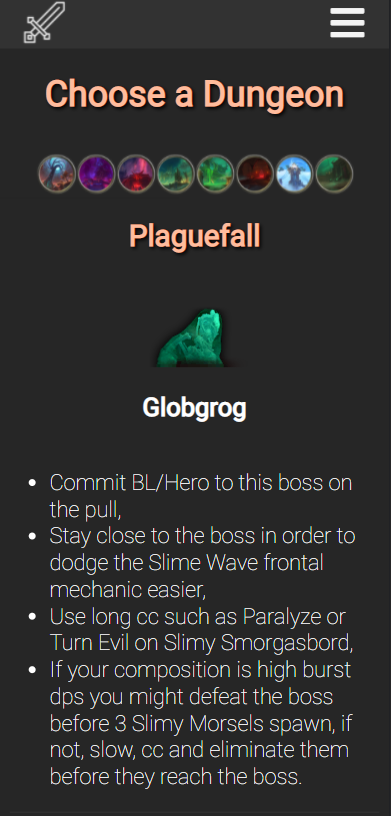 Choose a Dungeon
Plaguefall
Globgrog
• Commit BL/Hero to this boss on
the pull,
• Stay close to the boss in order to
dodge the Slime Wave frontal
mechanic easier,
• Use long cc such as Paralyze or
Turn Evil on Slimy Smorgasbord,
• If your composition is high burst
dps you might defeat the boss
before 3 Slimy Morsels spawn, if
not, slow, cc and eliminate them
before they reach the boss.